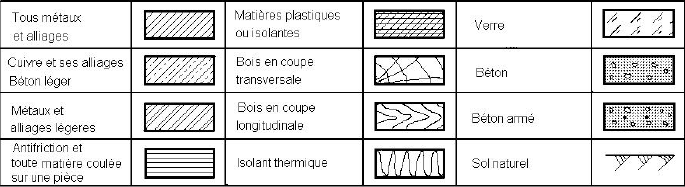 Tous métaux
et alliages
Matières plastiques
ou isolantes
Verre
Cuivre et ses alliages
Béton léger
Bois en coupe
transversale
Béton
Métaux et
alliages légeres
Bois en coupe
longitudinale
Béton armé
Antifriction et
toute matière coulée
sur une pièce
Isolant thermique
Sol naturel